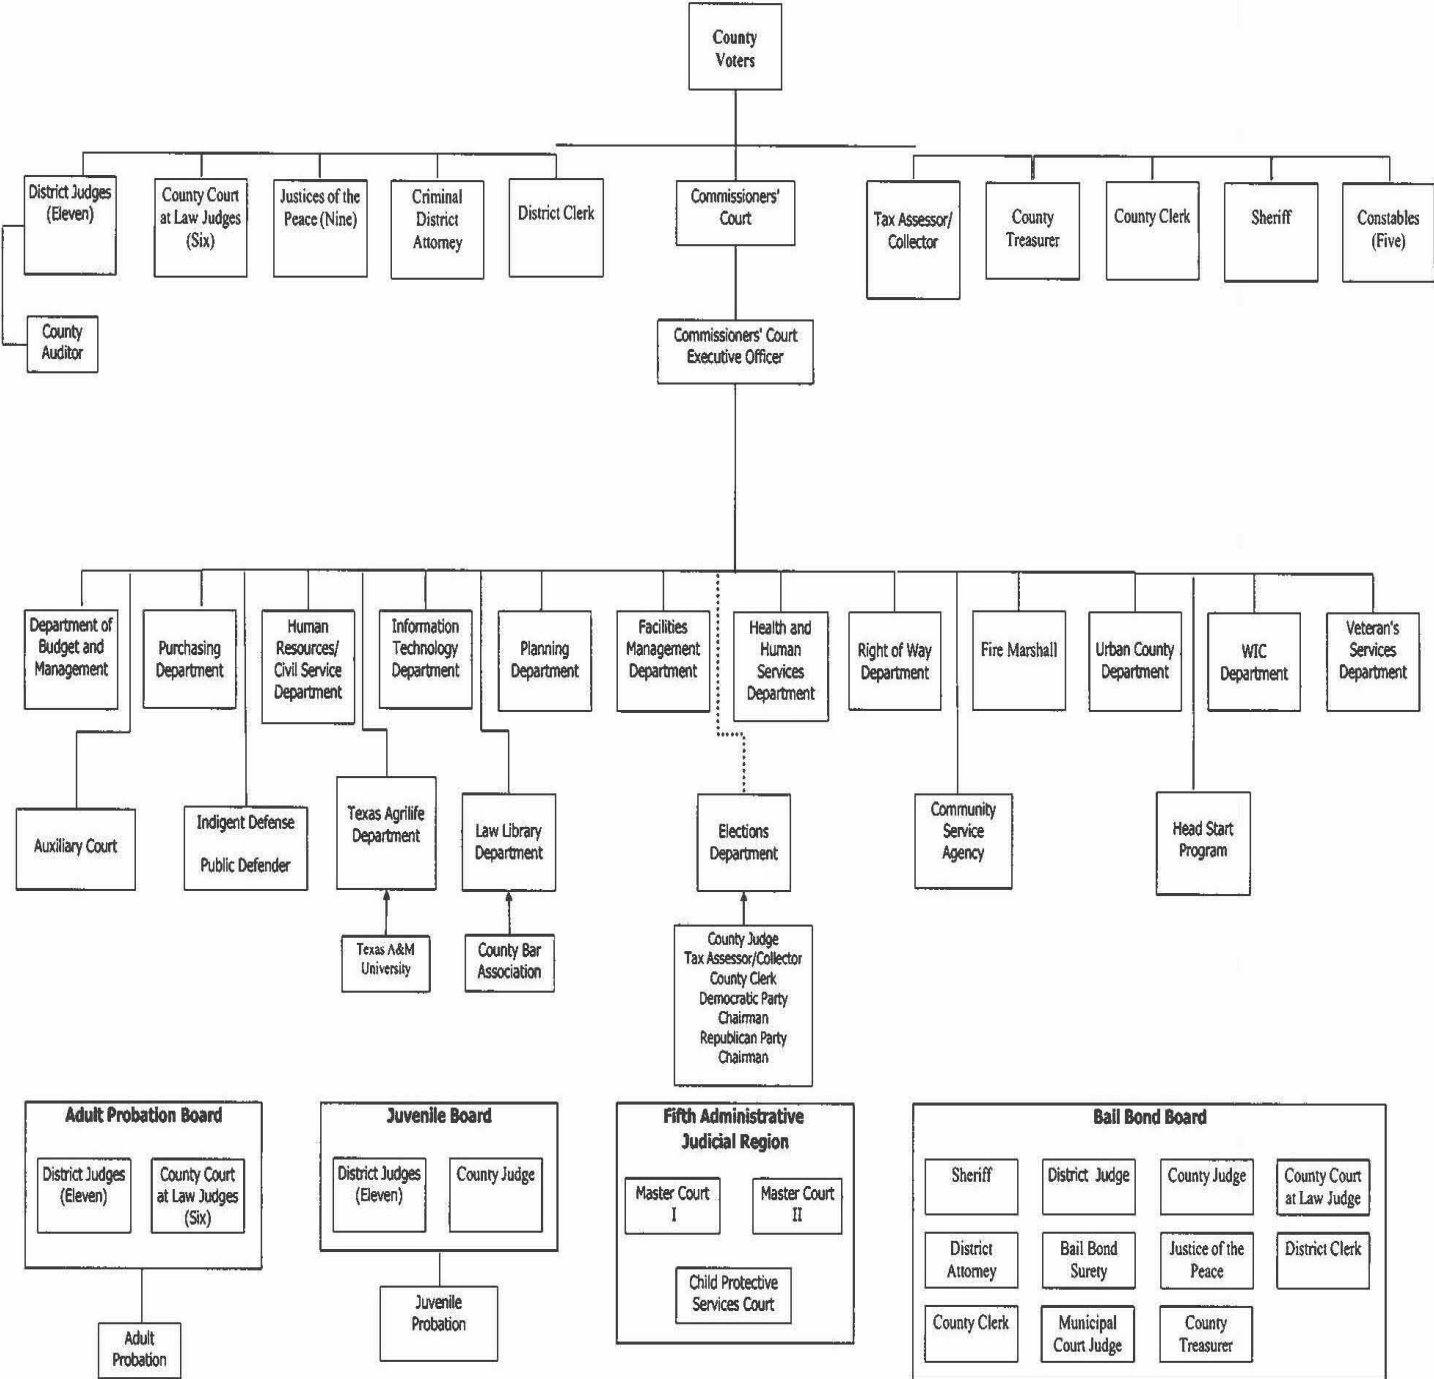 County
Voters
District Judges
(Eleven)
County Court
at Law Judges
(Six)
Justices of the
Peace (Nine)
Criminal
District
Attorney
District Clerk
Commissioners'
Court
Tax Assessor/
Collector
County
Treasurer
County Clerk
Sheriff
Constables
(Five)
County
Auditor
Commissioners' Court
Executive Officer
Department of
Budget and
Management
Purchasing
Department
Human
Resources/
Civil Service
Department
Information
Technology
Department
Planning
Department
Facilities
Management
Department
Health and
Human
Services
Department
Right of Way
Department
Fire Marshall
Urban County
Department
WIC
Department
Veteran's
Services
Department
Auxiliary Court
Indigent Defense
Public Defender
Texas Agrilife
Department
Law Library
Department
Elections
Department
Community
Service
Agency
Head Start
Program
Texas A&M
University
County Bar
Association
County Judge
Tax Assessor/Collector
County Clerk
Democratic Party
Chairman
Republican Party
Chairman
Adult Probation Board
District Judges
(Eleven)
County Court
at Law Judges
(Six)
Adult
Probation
Juvenile Board
District Judges
(Eleven)
County Judge
Juvenile
Probation
Fifth Administrative
Judicial Region
Master Court
I
Master Court
II
Child Protective
Services Court
Bail Bond Board
Sheriff
District Judge
County Judge
County Court
at Law Judge
District
Attorney
Bail Bond
Surety
Justice of the
Peace
District Clerk
County Clerk
Municipal
Court Judge
County
Treasurer